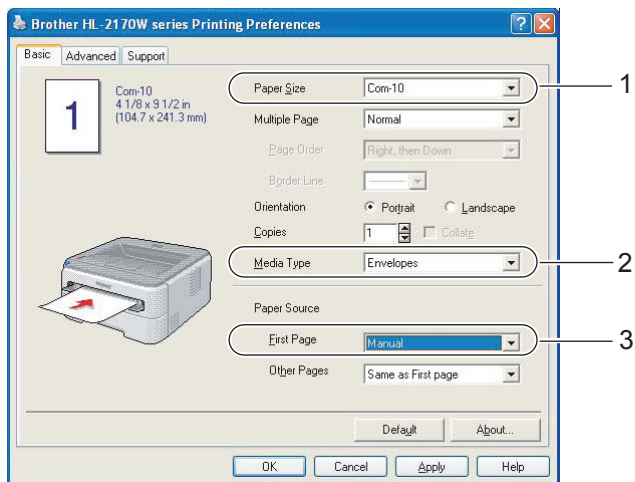 Brother HL-2170W series Printing Preferences
Basic Advanced Support
1
Com-10
4 1/8 x 9 1/2 in
(104.7 x 241.3 mm)
Paper Size Com-10 1
Multiple Page Normal
Page Order Right, then Down
Border Line
Orientation Portrait Landscape
Copies 1 Collate
Media Type Envelopes 2
Paper Source
First Page Manual 3
Other Pages Same as First page
Default About...
OK Cancel Apply Help